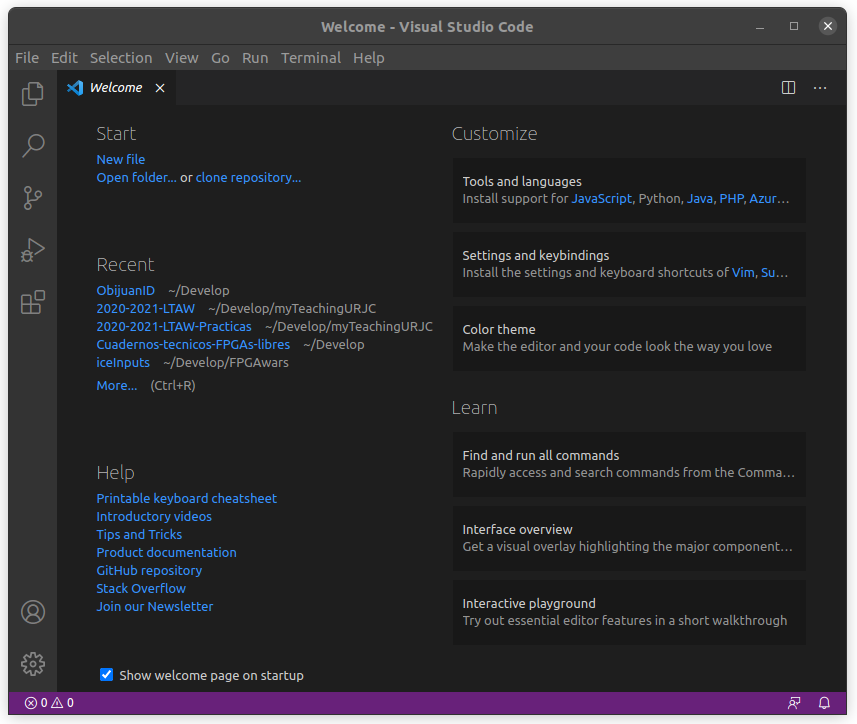 Welcome - Visual Studio Code
File Edit Selection View Go Run Terminal Help
Welcome
Start
New file
Open folder... or clone repository...
Recent
ObijuanID ~/Develop
2020-2021-LTAW ~/Develop/myTeachingURJC
2020-2021-LTAW-Practicas ~/Develop/myTeachingURJC
Cuadernos-tecnicos-FPGAs-libres ~/Develop
iceInputs ~/Develop/FPGAwars
More... (Ctrl+R)
Help
Printable keyboard cheatsheet
Introductory videos
Tips and Tricks
Product documentation
GitHub repository
Stack Overflow
Join our Newsletter
Show welcome page on startup
Customize
Tools and languages
Install support for JavaScript, Python, Java, PHP, Azur...
Settings and keybindings
Install the settings and keyboard shortcuts of Vim, Su...
Color theme
Make the editor and your code look the way you love
Learn
Find and run all commands
Rapidly access and search commands from the Comma...
Interface overview
Get a visual overlay highlighting the major component...
Interactive playground
Try out essential editor features in a short walkthrough
0 0